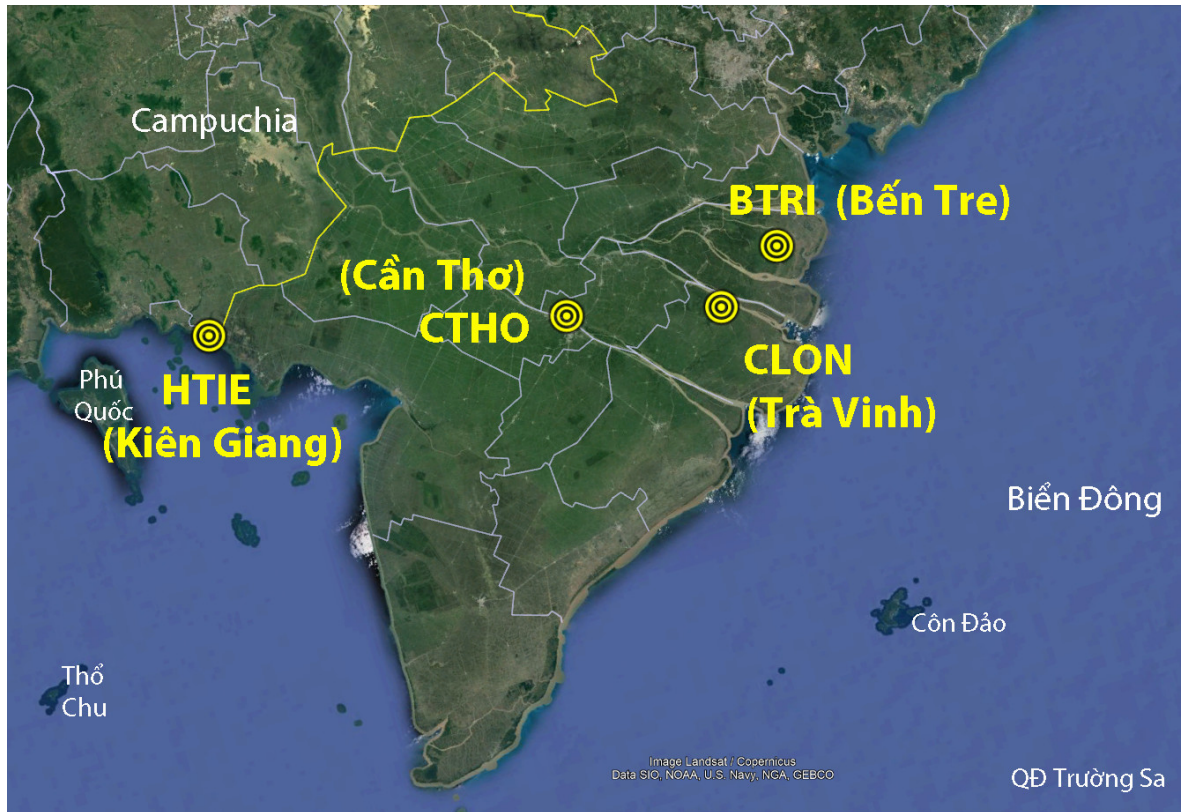 Campuchia
BTRI (Bến Tre)
(Cần Thơ)
CTHO
CLON
(Trà Vinh)
Phú
Quốc
HTIE
(Kiên Giang)
Biển Đông
Côn Đảo
Thổ
Chu
Image Landsat / Copernicus
Data SIO, NOAA, U.S. Navy, NGA, GEBCO
QĐ Trường Sa